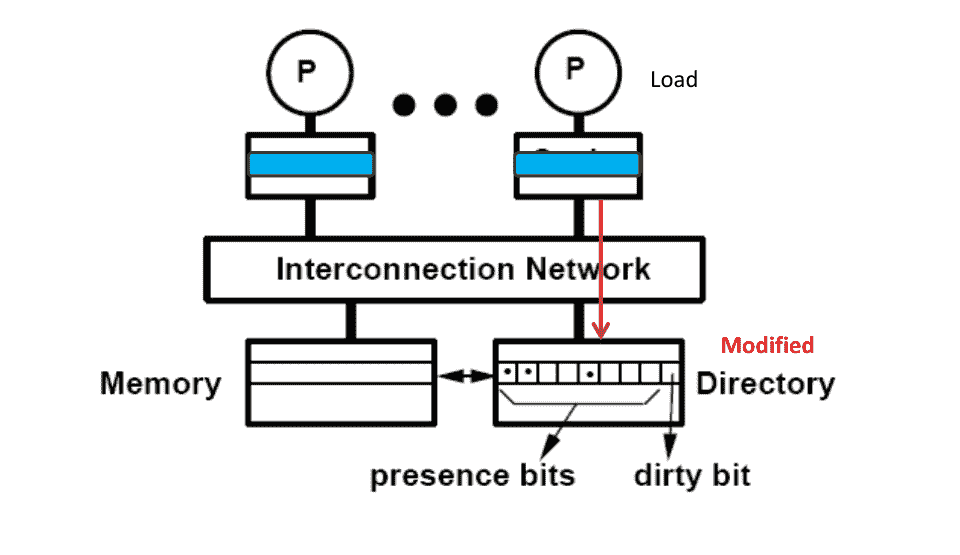 P
P
Load
Interconnection Network
Modified
Memory
Directory
presence bits
dirty bit